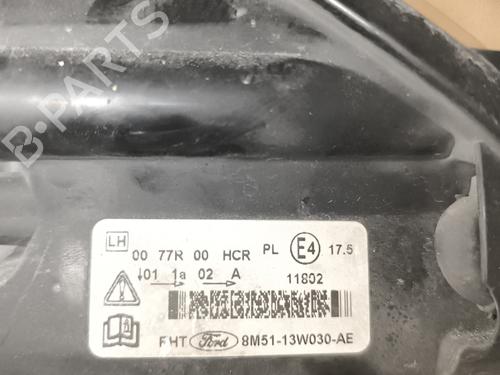 B-PARTS
LH
00 77R 00 HCR PL E4 17.5
↓01 1a 02 A
11802
FHT Ford 8M51-13W030-AE